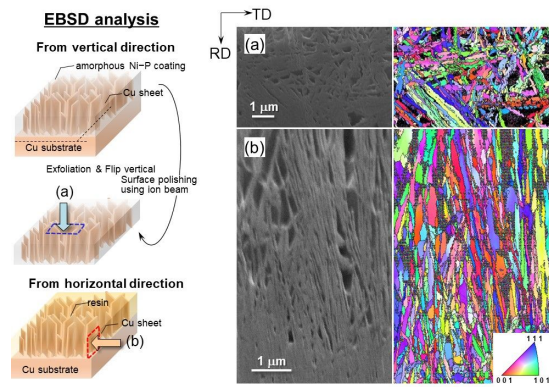 EBSD analysis
From vertical direction
amorphous Ni-P coating
Cu sheet
Cu substrate
Exfoliation & Flip vertical
Surface polishing
using ion beam
(a)
From horizontal direction
resin
Cu sheet
(b)
Cu substrate
TD
RD
(a)
1 μm
(b)
1 μm
111
001
101